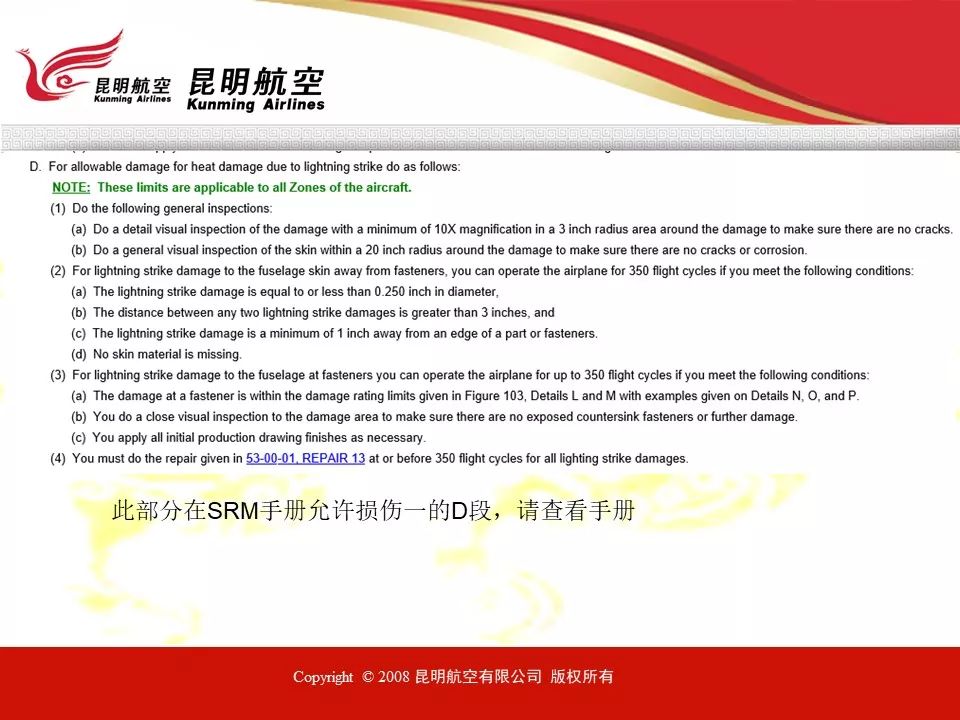 昆明航空
Kunming Airlines
昆明航空
Kunming Airlines
D. For allowable damage for heat damage due to lightning strike do as follows:
NOTE: These limits are applicable to all Zones of the aircraft.
(1) Do the following general inspections:
(a) Do a detail visual inspection of the damage with a minimum of 10X magnification in a 3 inch radius area around the damage to make sure there are no cracks.
(b) Do a general visual inspection of the skin within a 20 inch radius around the damage to make sure there are no cracks or corrosion.
(2) For lightning strike damage to the fuselage skin away from fasteners, you can operate the airplane for 350 flight cycles if you meet the following conditions:
(a) The lightning strike damage is equal to or less than 0.250 inch in diameter,
(b) The distance between any two lightning strike damages is greater than 3 inches, and
(c) The lightning strike damage is a minimum of 1 inch away from an edge of a part or fasteners.
(d) No skin material is missing.
(3) For lightning strike damage to the fuselage at fasteners you can operate the airplane for up to 350 flight cycles if you meet the following conditions:
(a) The damage at a fastener is within the damage rating limits given in Figure 103, Details L and M with examples given on Details N, O, and P.
(b) You do a close visual inspection to the damage area to make sure there are no exposed countersink fasteners or further damage.
(c) You apply all initial production drawing finishes as necessary.
(4) You must do the repair given in 53-00-01, REPAIR 13 at or before 350 flight cycles for all lighting strike damages.
此部分在SRM手册允许损伤一的D段，请查看手册
Copyright © 2008 昆明航空有限公司 版权所有